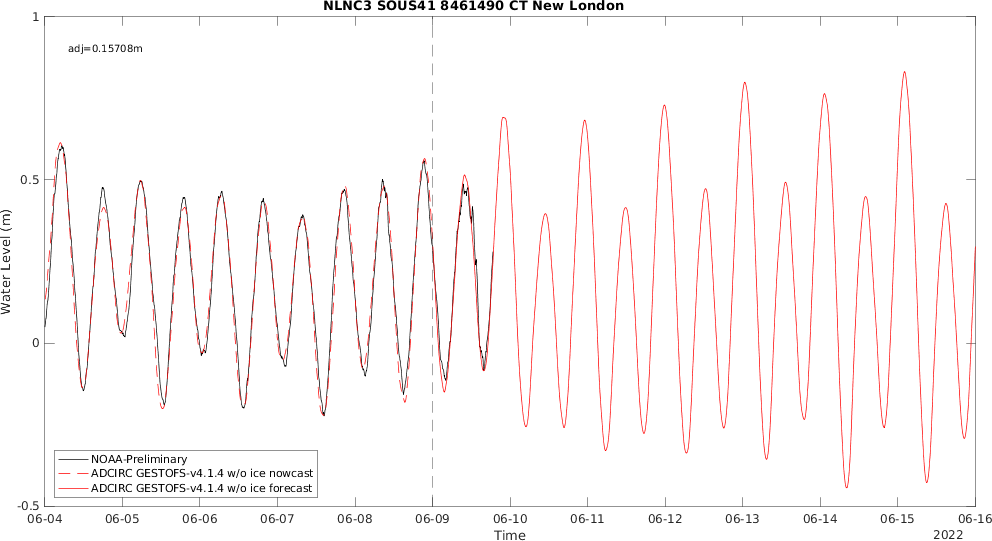 NLNC3 SOUS41 8461490 CT New London
adj=0.15708m
1
0.5
0
-0.5
Water Level (m)
NOAA-Preliminary
ADCIRC GESTOFS-v4.1.4 w/o ice nowcast
ADCIRC GESTOFS-v4.1.4 w/o ice forecast
06-04 06-05 06-06 06-07 06-08 06-09 06-10 06-11 06-12 06-13 06-14 06-15 06-16
Time
2022